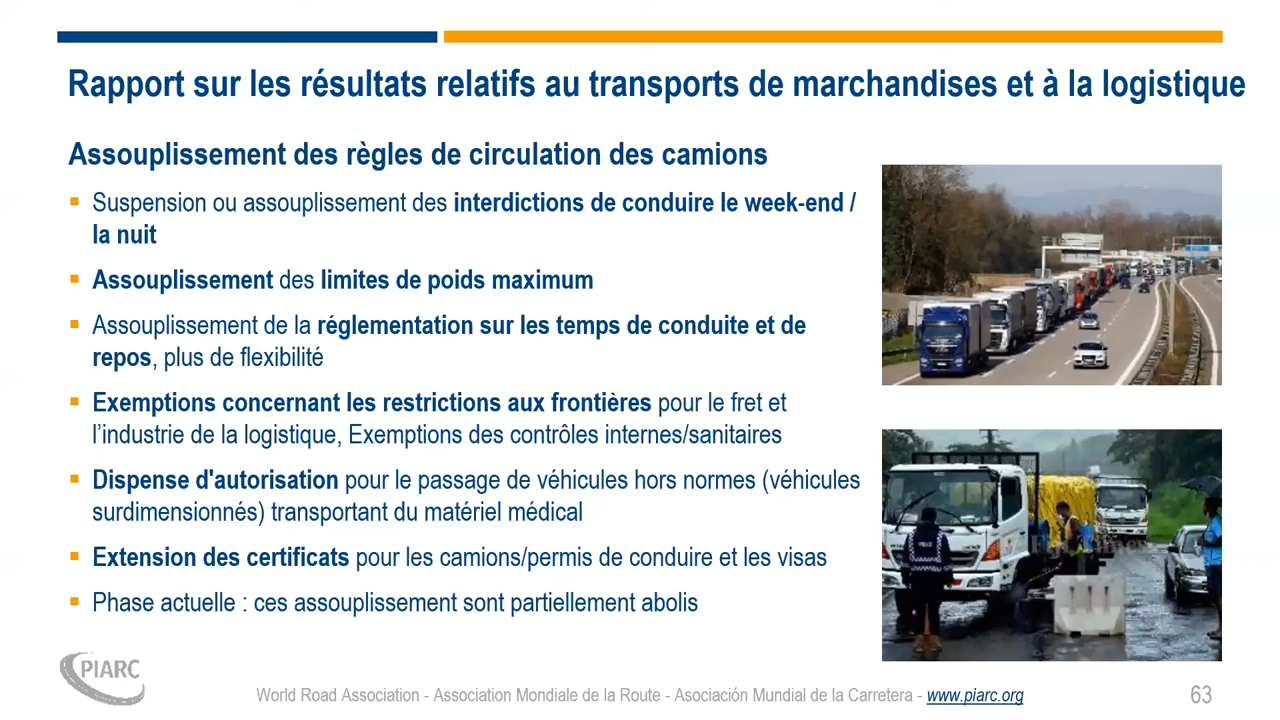 Rapport sur les résultats relatifs au transports de marchandises et à la logistique
Assouplissement des règles de circulation des camions
▪ Suspension ou assouplissement des interdictions de conduire le week-end /
la nuit
▪ Assouplissement des limites de poids maximum
▪ Assouplissement de la réglementation sur les temps de conduite et de
repos, plus de flexibilité
▪ Exemptions concernant les restrictions aux frontières pour le fret et
l’industrie de la logistique, Exemptions des contrôles internes/sanitaires
▪ Dispense d'autorisation pour le passage de véhicules hors normes (véhicules
surdimensionnés) transportant du matériel médical
▪ Extension des certificats pour les camions/permis de conduire et les visas
▪ Phase actuelle : ces assouplissement sont partiellement abolis
PIARC
World Road Association - Association Mondiale de la Route - Asociación Mundial de la Carretera - www.piarc.org
63